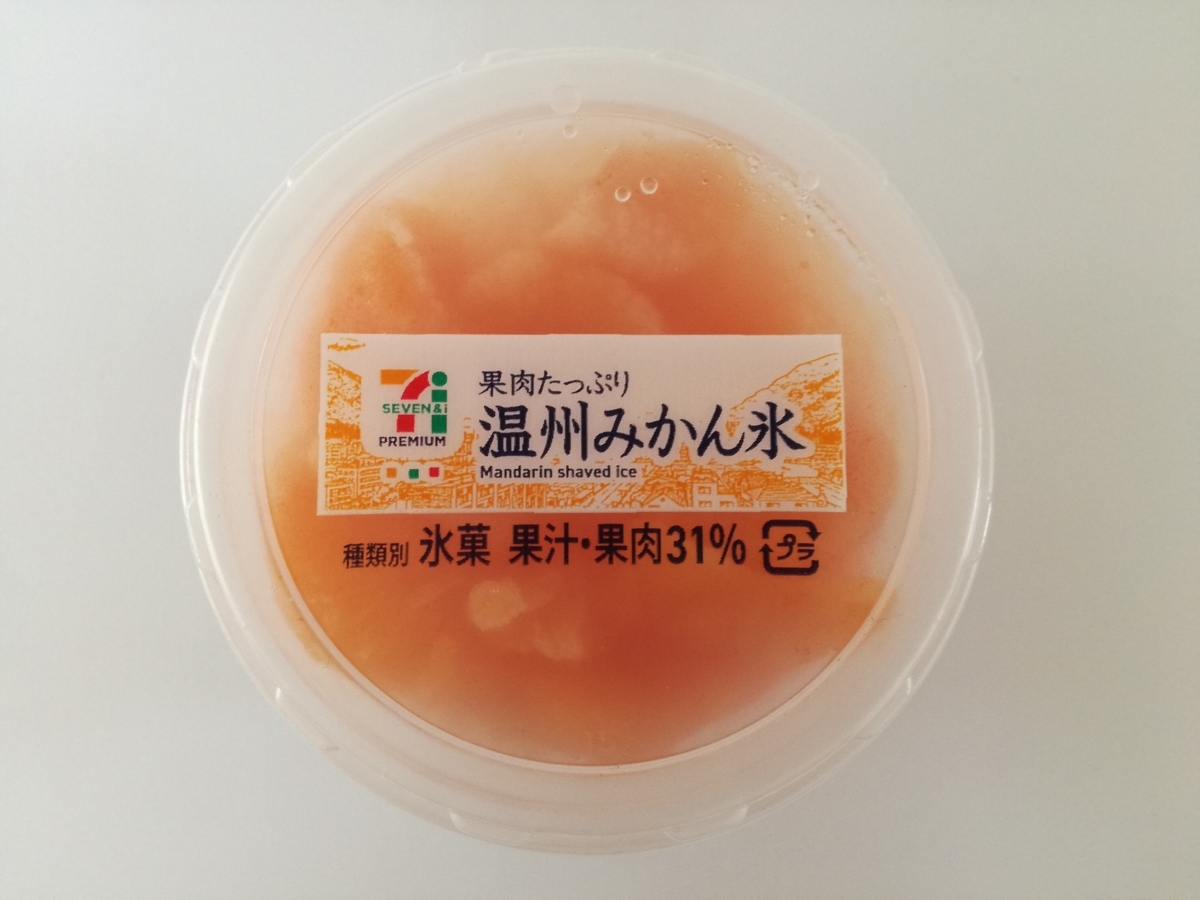 SEVEN&i
PREMIUM
果肉たっぷり
温州みかん氷
Mandarin shaved ice
種類別 氷菓 果汁・果肉31%
プラ